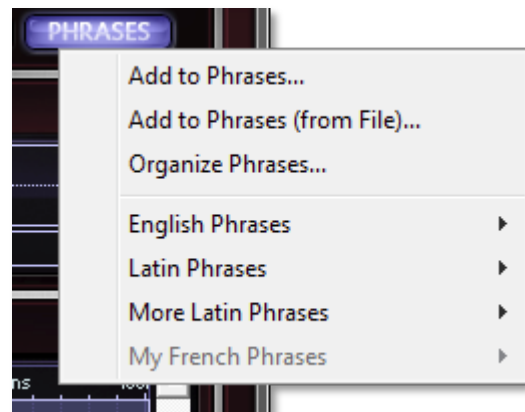 PHRASES
Add to Phrases...
Add to Phrases (from File)...
Organize Phrases...
English Phrases
Latin Phrases
More Latin Phrases
My French Phrases
ns